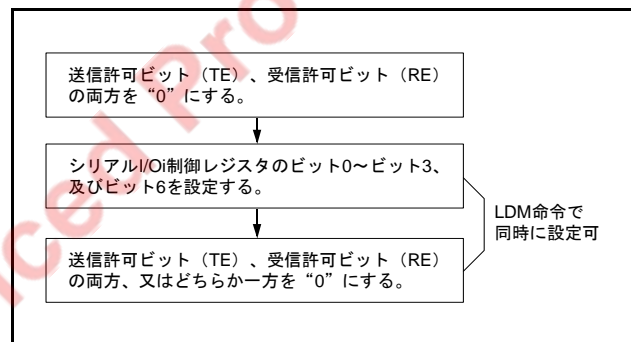 送信許可ビット（TE）、受信許可ビット（RE）
の両方を“0”にする。
シリアルI/Oi制御レジスタのビット0～ビット3、
及びビット6を設定する。
LDM命令で
同時に設定可
送信許可ビット（TE）、受信許可ビット（RE）
の両方、又はどちらか一方を“0”にする。
nced Pro